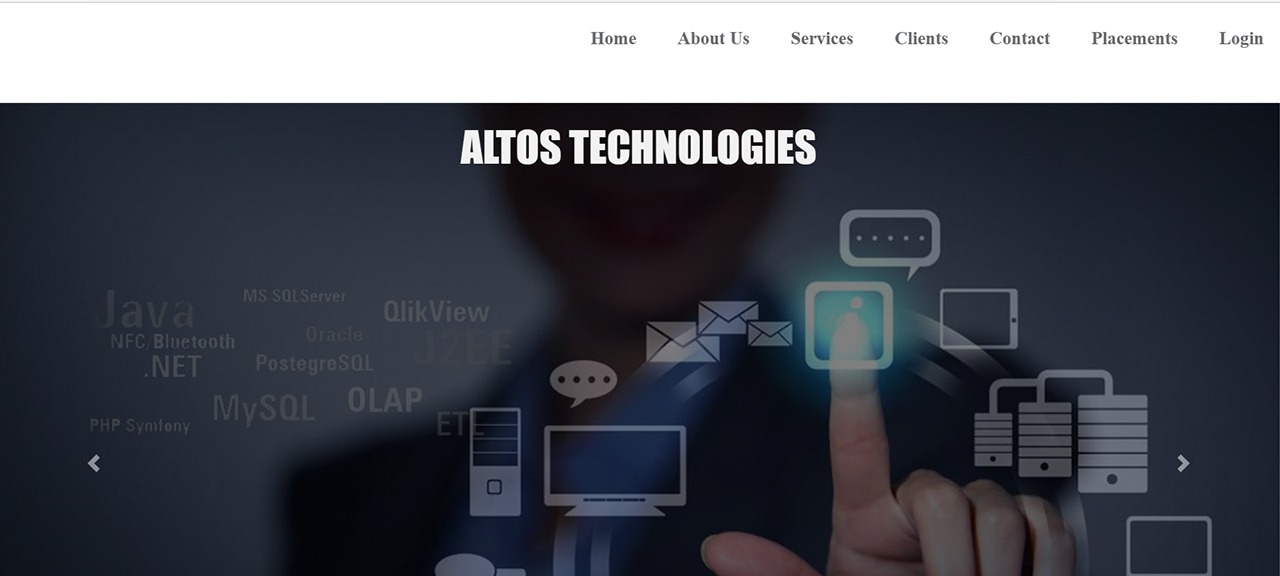 Home About Us Services Clients Contact Placements Login
ALTOS TECHNOLOGIES
Java
MS SQLServer
QlikView
NFC/Bluetooth
Oracle
J2EE
.NET
PostegreSQL
MySQL
OLAP
PHP Symfony
ETL